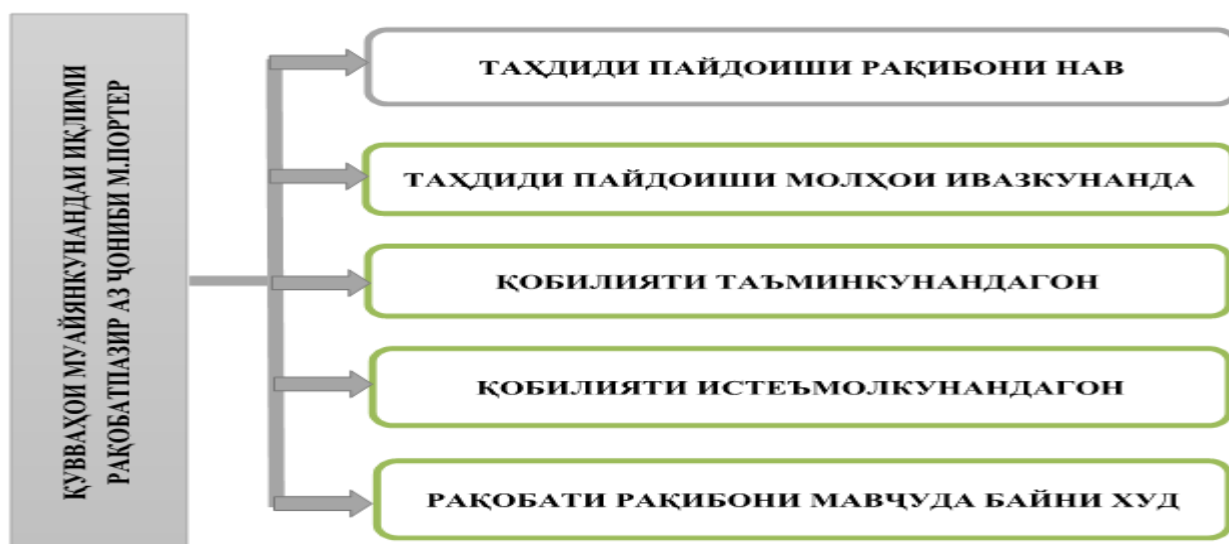 ҚУВВАҲОИ МУАЙЯНКУНАНДАИ ИҚЛИМИ
РАҚОБАТПАЗИР АЗ ҶОНИБИ М.ПОРТЕР
ТАҲДИДИ ПАЙДОИШИ РАҚИБОНИ НАВ
ТАҲДИДИ ПАЙДОИШИ МОЛҲОИ ИВАЗКУНАНДА
ҚОБИЛИЯТИ ТАЪМИНКУНАНДАГОН
ҚОБИЛИЯТИ ИСТЕЪМОЛКУНАНДАГОН
РАҚОБАТИ РАҚИБОНИ МАВҶУДА БАЙНИ ХУД